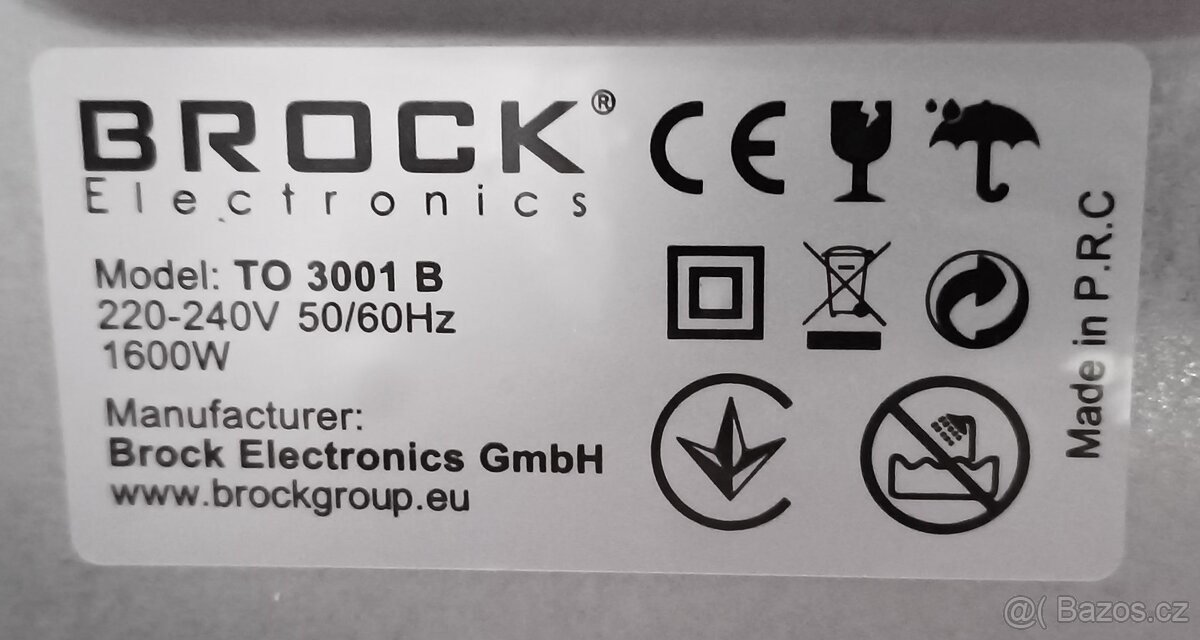 BROCK®
Electronics
Model: TO 3001 B
220-240V 50/60Hz
1600W
Manufacturer:
Brock Electronics GmbH
www.brockgroup.eu
CE
Made in P.R.C
@( Bazos.cz